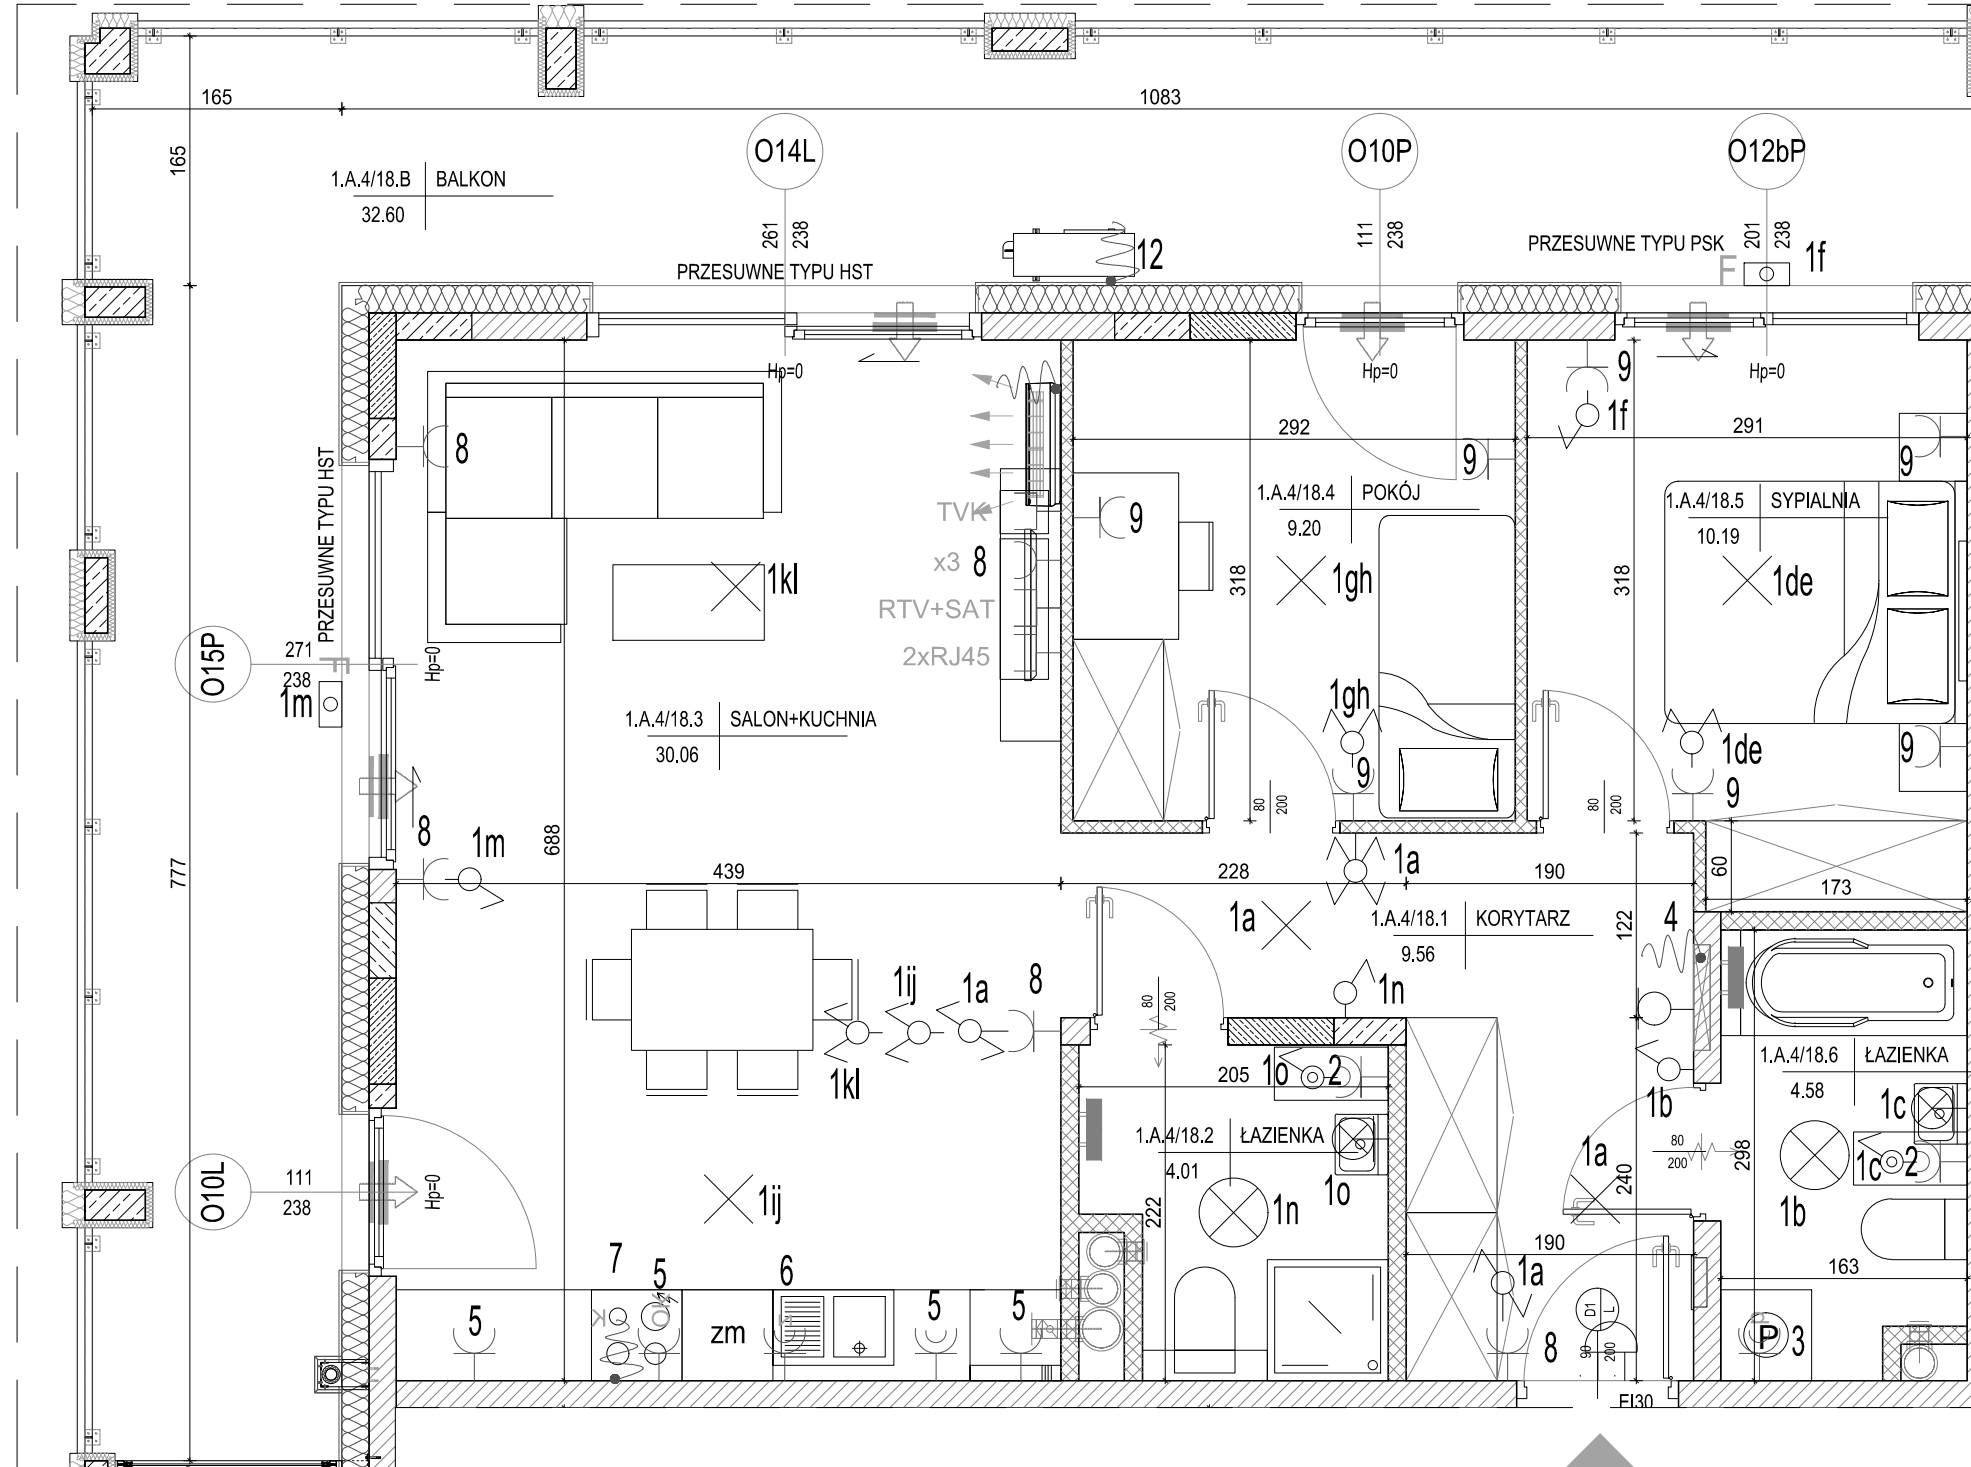 165
1083
165
O14L
O10P
O12bP
1.A.4/18.B BALKON
32.60
261
238
111
238
201
238
PRZESUWNE TYPU HST
12
PRZESUWNE TYPU PSK
F
1f
Hp=0
Hp=0
Hp=0
9
1f
8
292
291
9
9
PRZESUWNE TYPU HST
1.A.4/18.4 POKÓJ
9.20
1.A.4/18.5 SYPIALNIA
10.19
TVK
9
x3 8
1kl
318
1gh
318
1de
RTV+SAT
2xRJ45
O15P
271
238
F
Hp=0
1m
1.A.4/18.3 SALON+KUCHNIA
30.06
1gh
1de
9
9
9
80
200
80
200
8
1m
688
777
439
228
1a
190
60
173
1a
1.A.4/18.1 KORYTARZ
9.56
122
4
1ij
1a
8
1n
80
200
1kl
205
1o
2
1b
1.A.4/18.6 ŁAZIENKA
4.58
1c
1.A.4/18.2 ŁAZIENKA
4.01
1o
80
200
298
1c
2
O10L
111
238
Hp=0
1ij
222
1n
1a
240
1b
190
163
7
5
6
1a
D1
L
5
K
zm
5
5
8
90
200
P 3
EI30